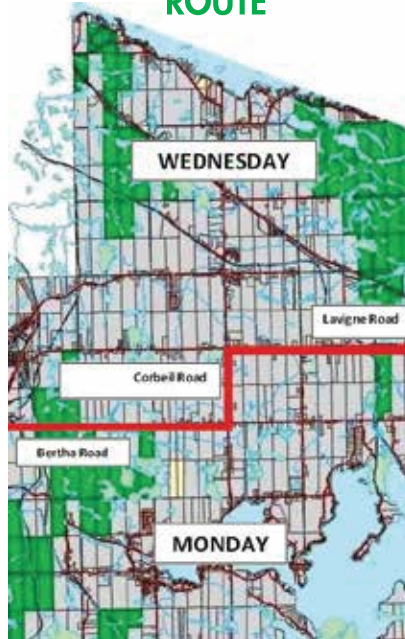 ROUTE
WEDNESDAY
Lavigne Road
Corbeil Road
Bertha Road
MONDAY